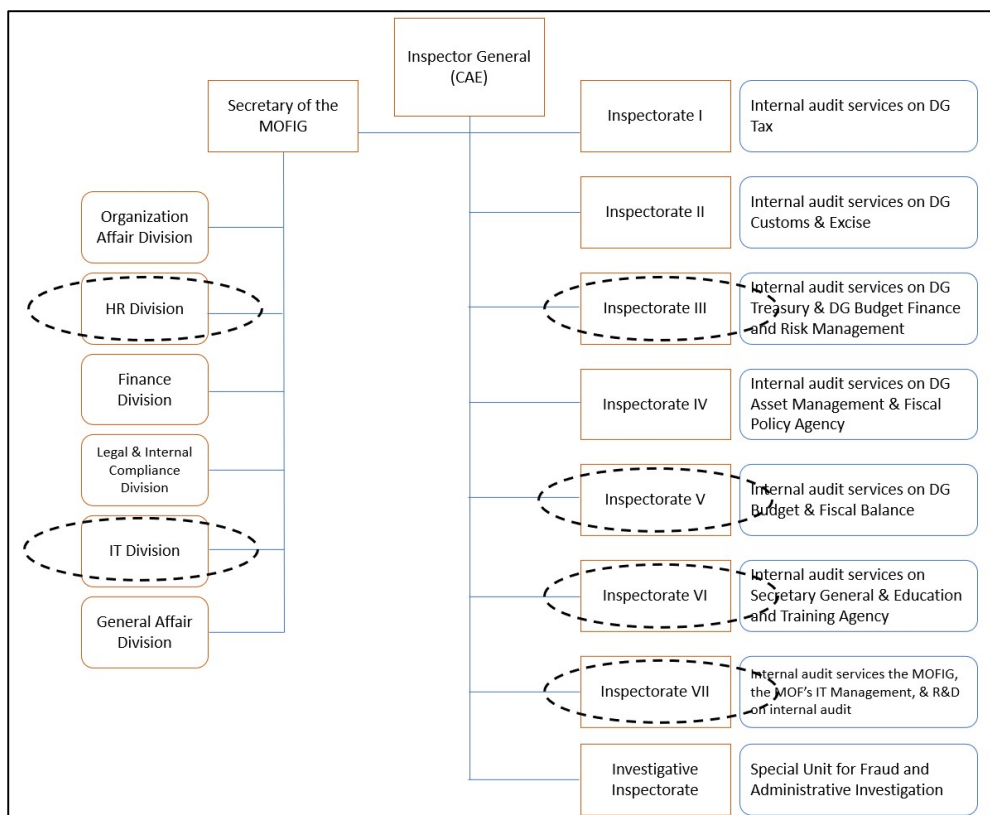 Inspector General
(CAE)
Secretary of the
MOFIG
Organization
Affair Division
HR Division
Finance
Division
Legal & Internal
Compliance
Division
IT Division
General Affair
Division
Inspectorate I
Internal audit services on DG
Tax
Inspectorate II
Internal audit services on DG
Customs & Excise
Inspectorate III
Internal audit services on DG
Treasury & DG Budget Finance
and Risk Management
Inspectorate IV
Internal audit services on DG
Asset Management & Fiscal
Policy Agency
Inspectorate V
Internal audit services on DG
Budget & Fiscal Balance
Inspectorate VI
Internal audit services on
Secretary General & Education
and Training Agency
Inspectorate VII
Internal audit services the MOFIG,
the MOF's IT Management, & R&D
on internal audit
Investigative
Inspectorate
Special Unit for Fraud and
Administrative Investigation